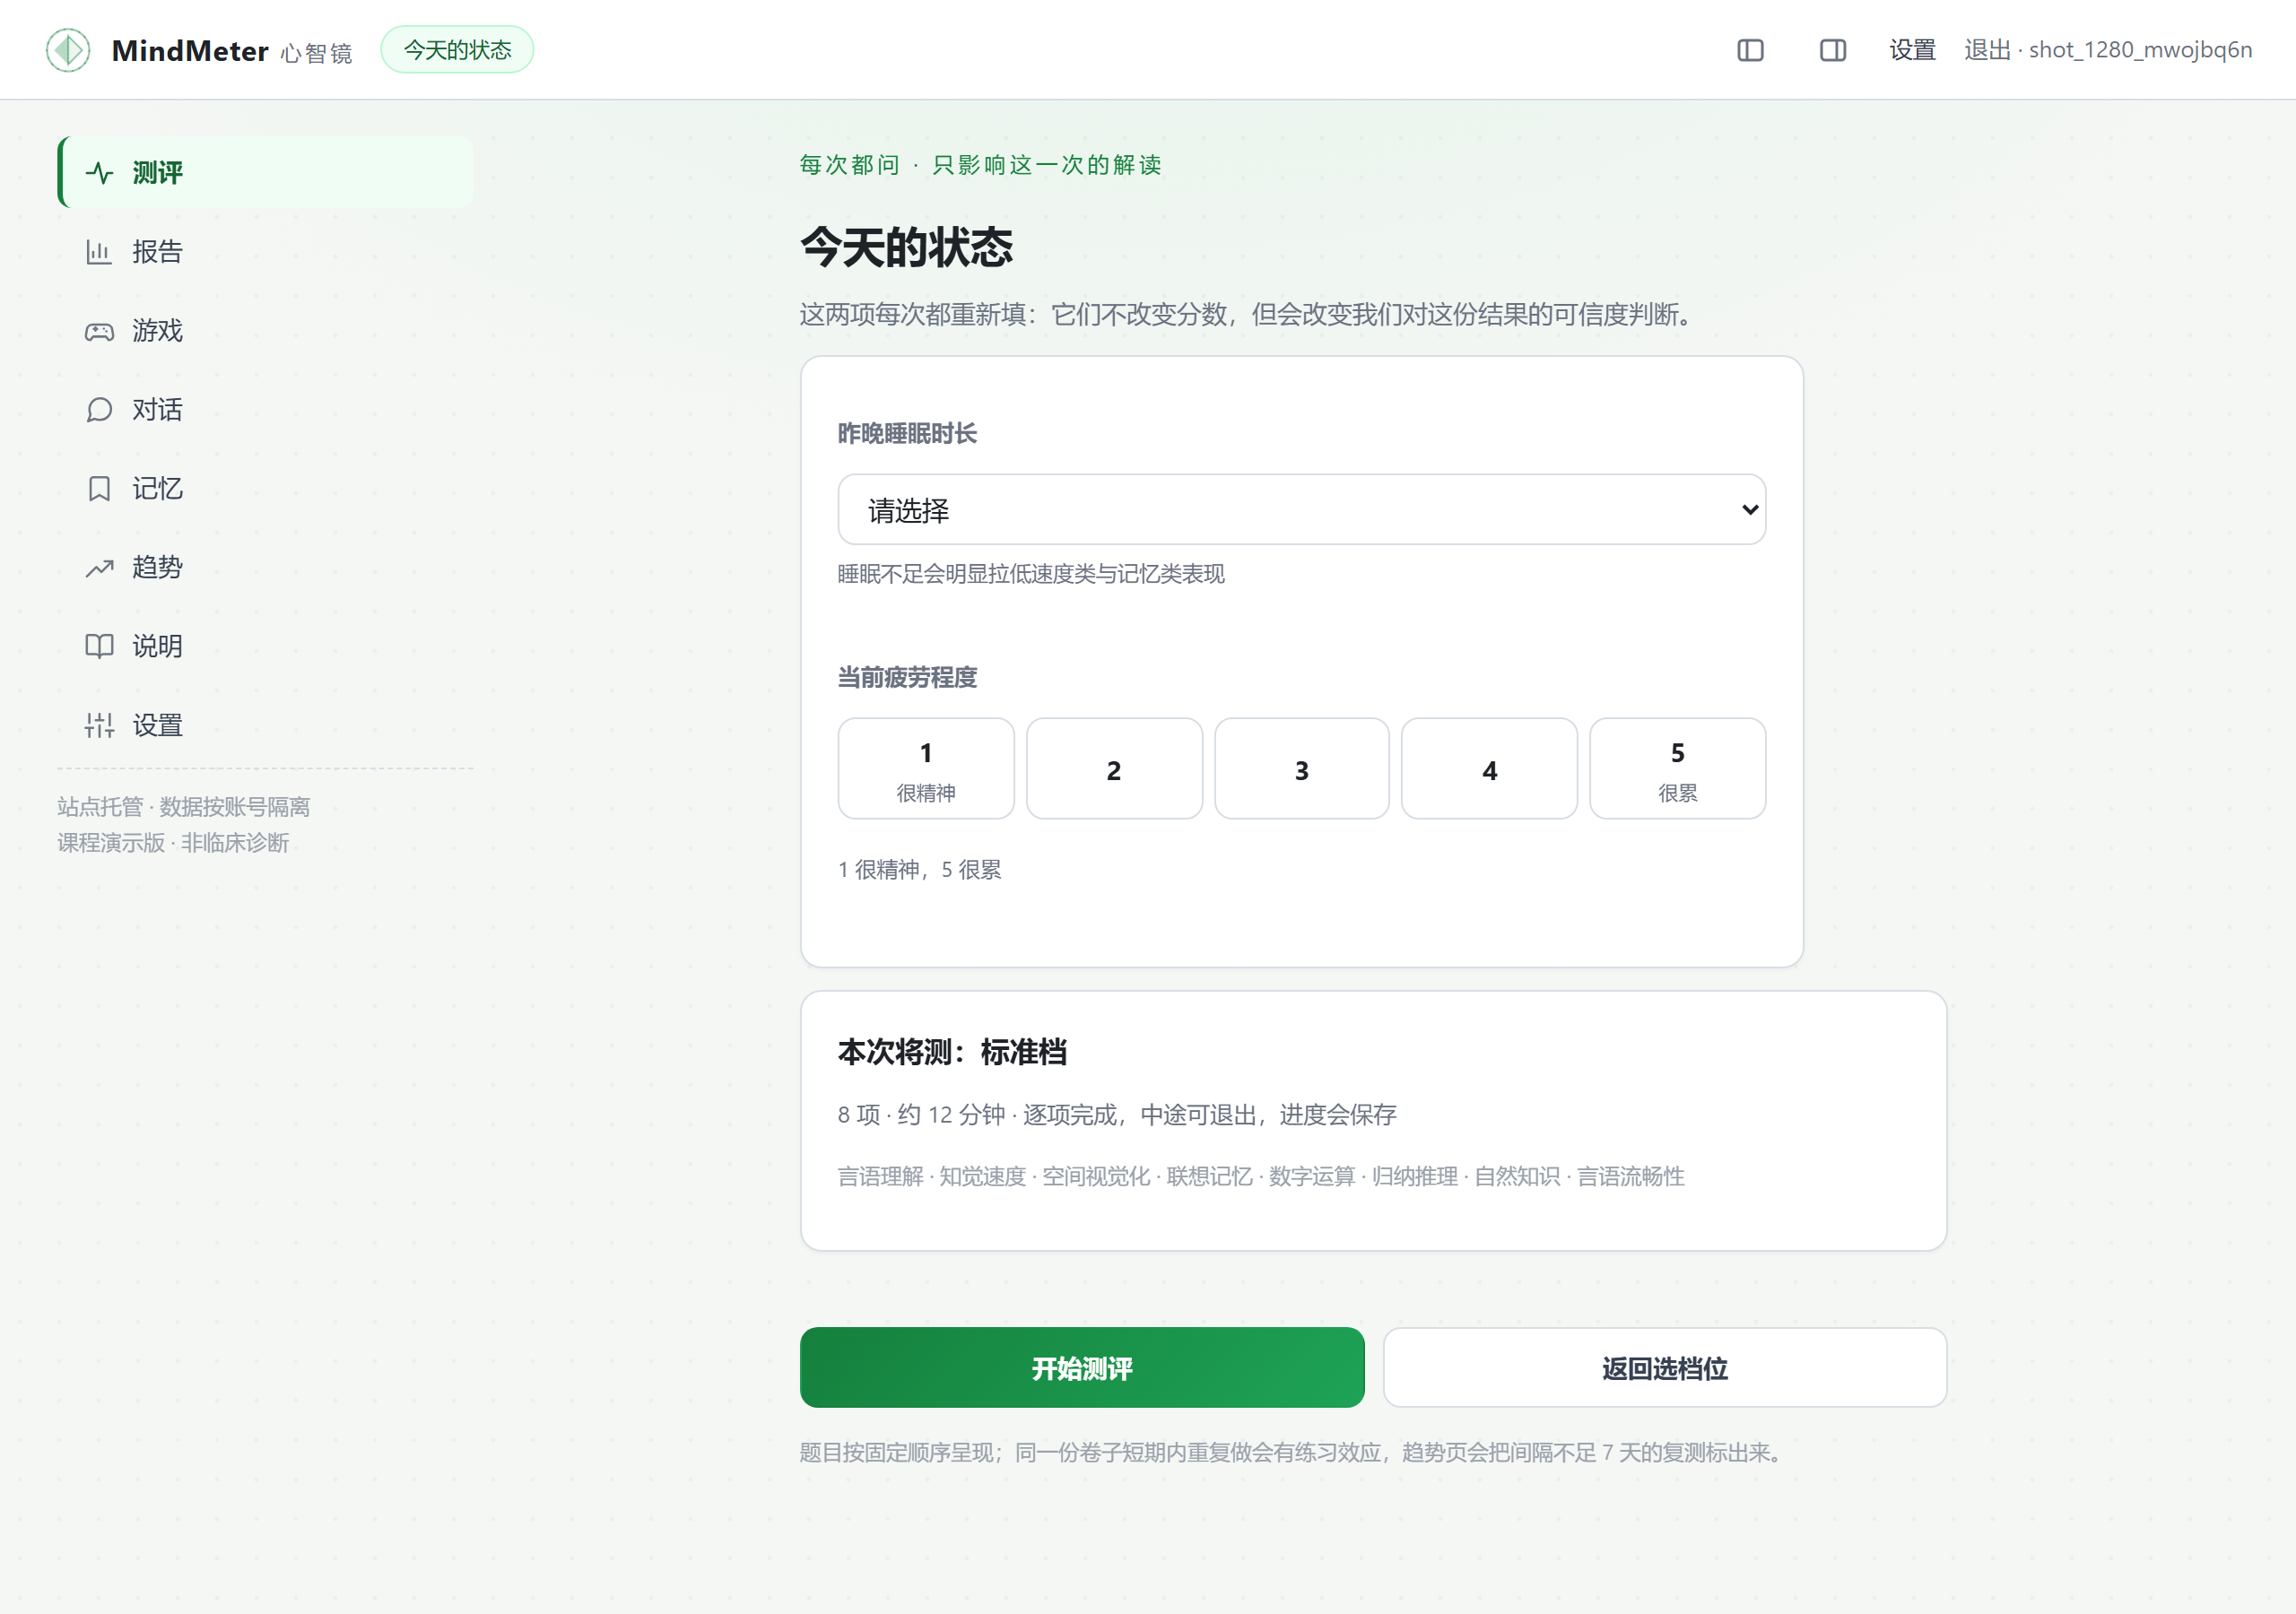 MindMeter 心智镜
今天的状态
设置
退出 · shot_1280_mwojbq6n
测评
报告
游戏
对话
记忆
趋势
说明
设置
站点托管 · 数据按账号隔离
课程演示版 · 非临床诊断
每次都问 · 只影响这一次的解读
今天的状态
这两项每次都重新填：它们不改变分数，但会改变我们对这份结果的可信度判断。
昨晚睡眠时长
请选择
睡眠不足会明显拉低速度类与记忆类表现
当前疲劳程度
1
很精神
2
3
4
5
很累
1 很精神，5 很累
本次将测：标准档
8 项 · 约 12 分钟 · 逐项完成，中途可退出，进度会保存
言语理解 · 知觉速度 · 空间视觉化 · 联想记忆 · 数字运算 · 归纳推理 · 自然知识 · 言语流畅性
开始测评
返回选档位
题目按固定顺序呈现；同一份卷子短期内重复做会有练习效应，趋势页会把间隔不足 7 天的复测标出来。